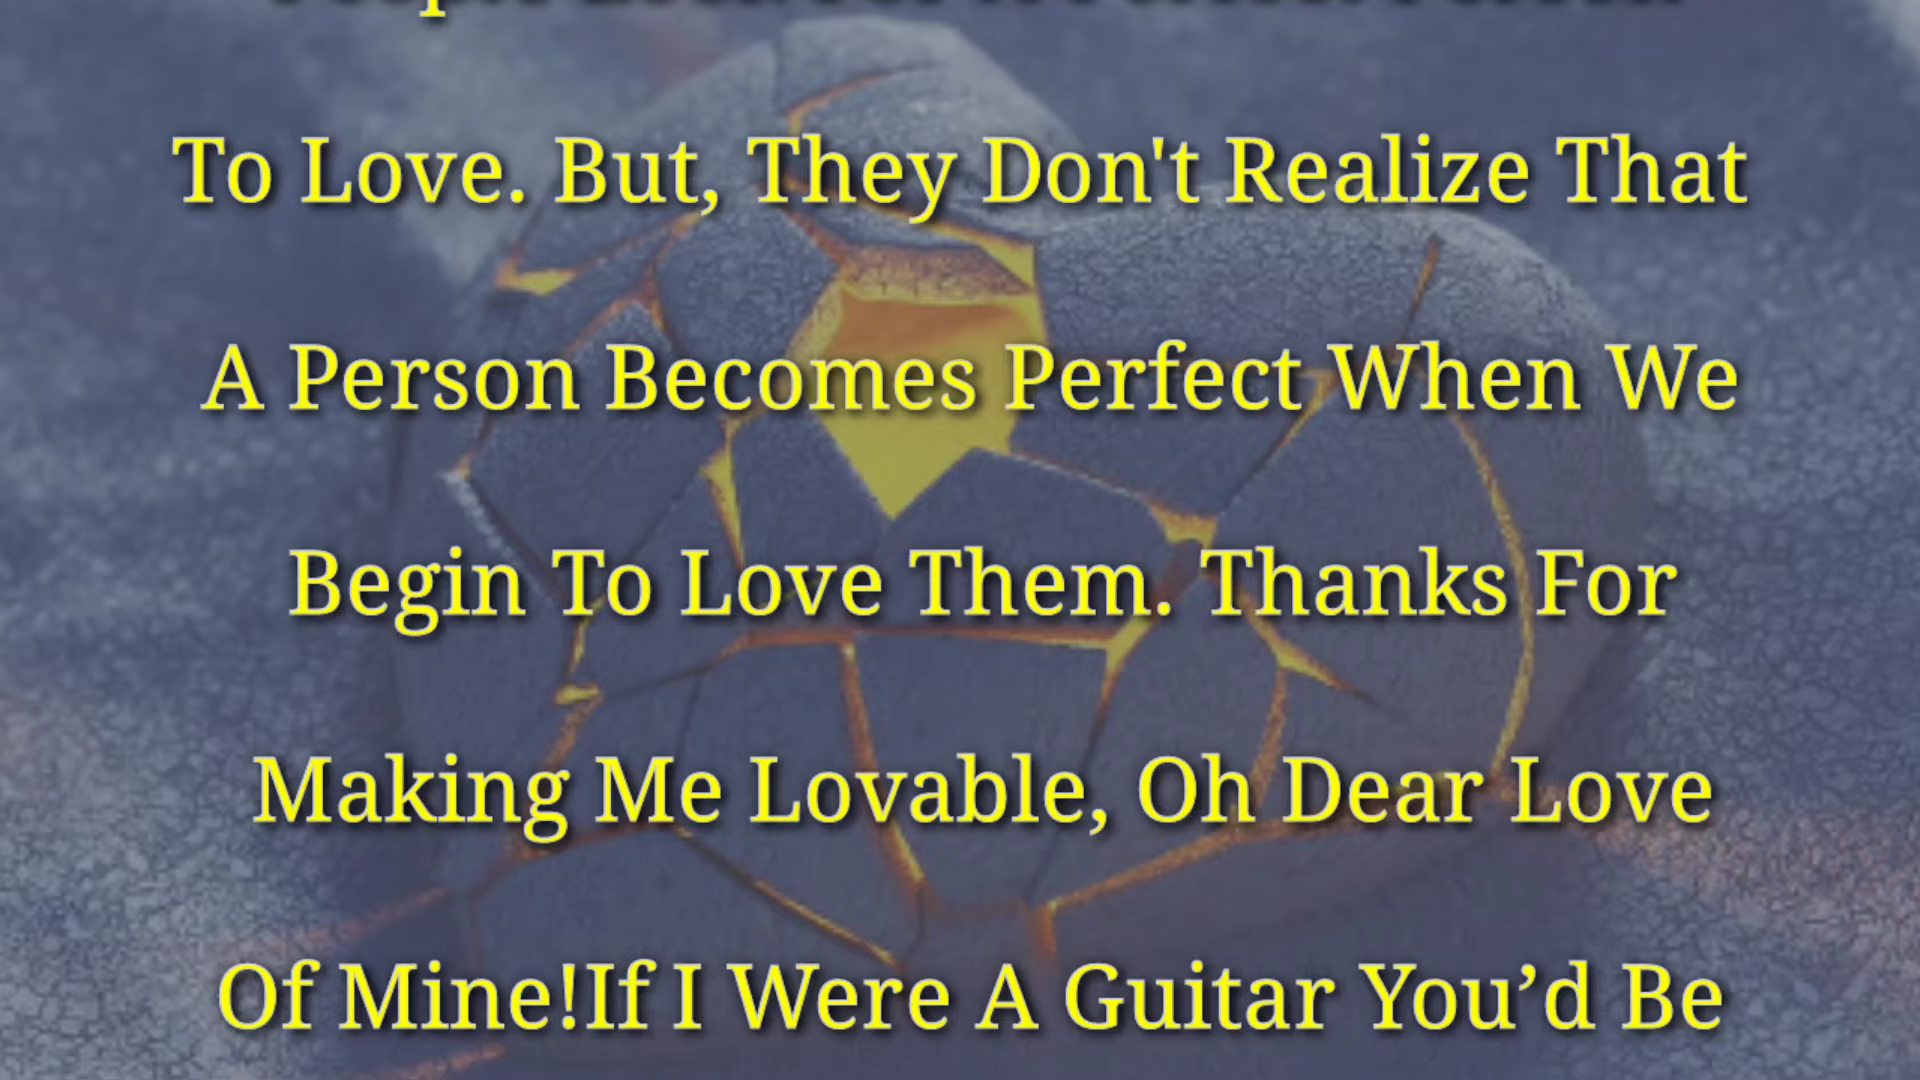 To Love. But, They Don't Realize That
A Person Becomes Perfect When We
Begin To Love Them. Thanks For
Making Me Lovable, Oh Dear Love
Of Mine!If I Were A Guitar You’d Be